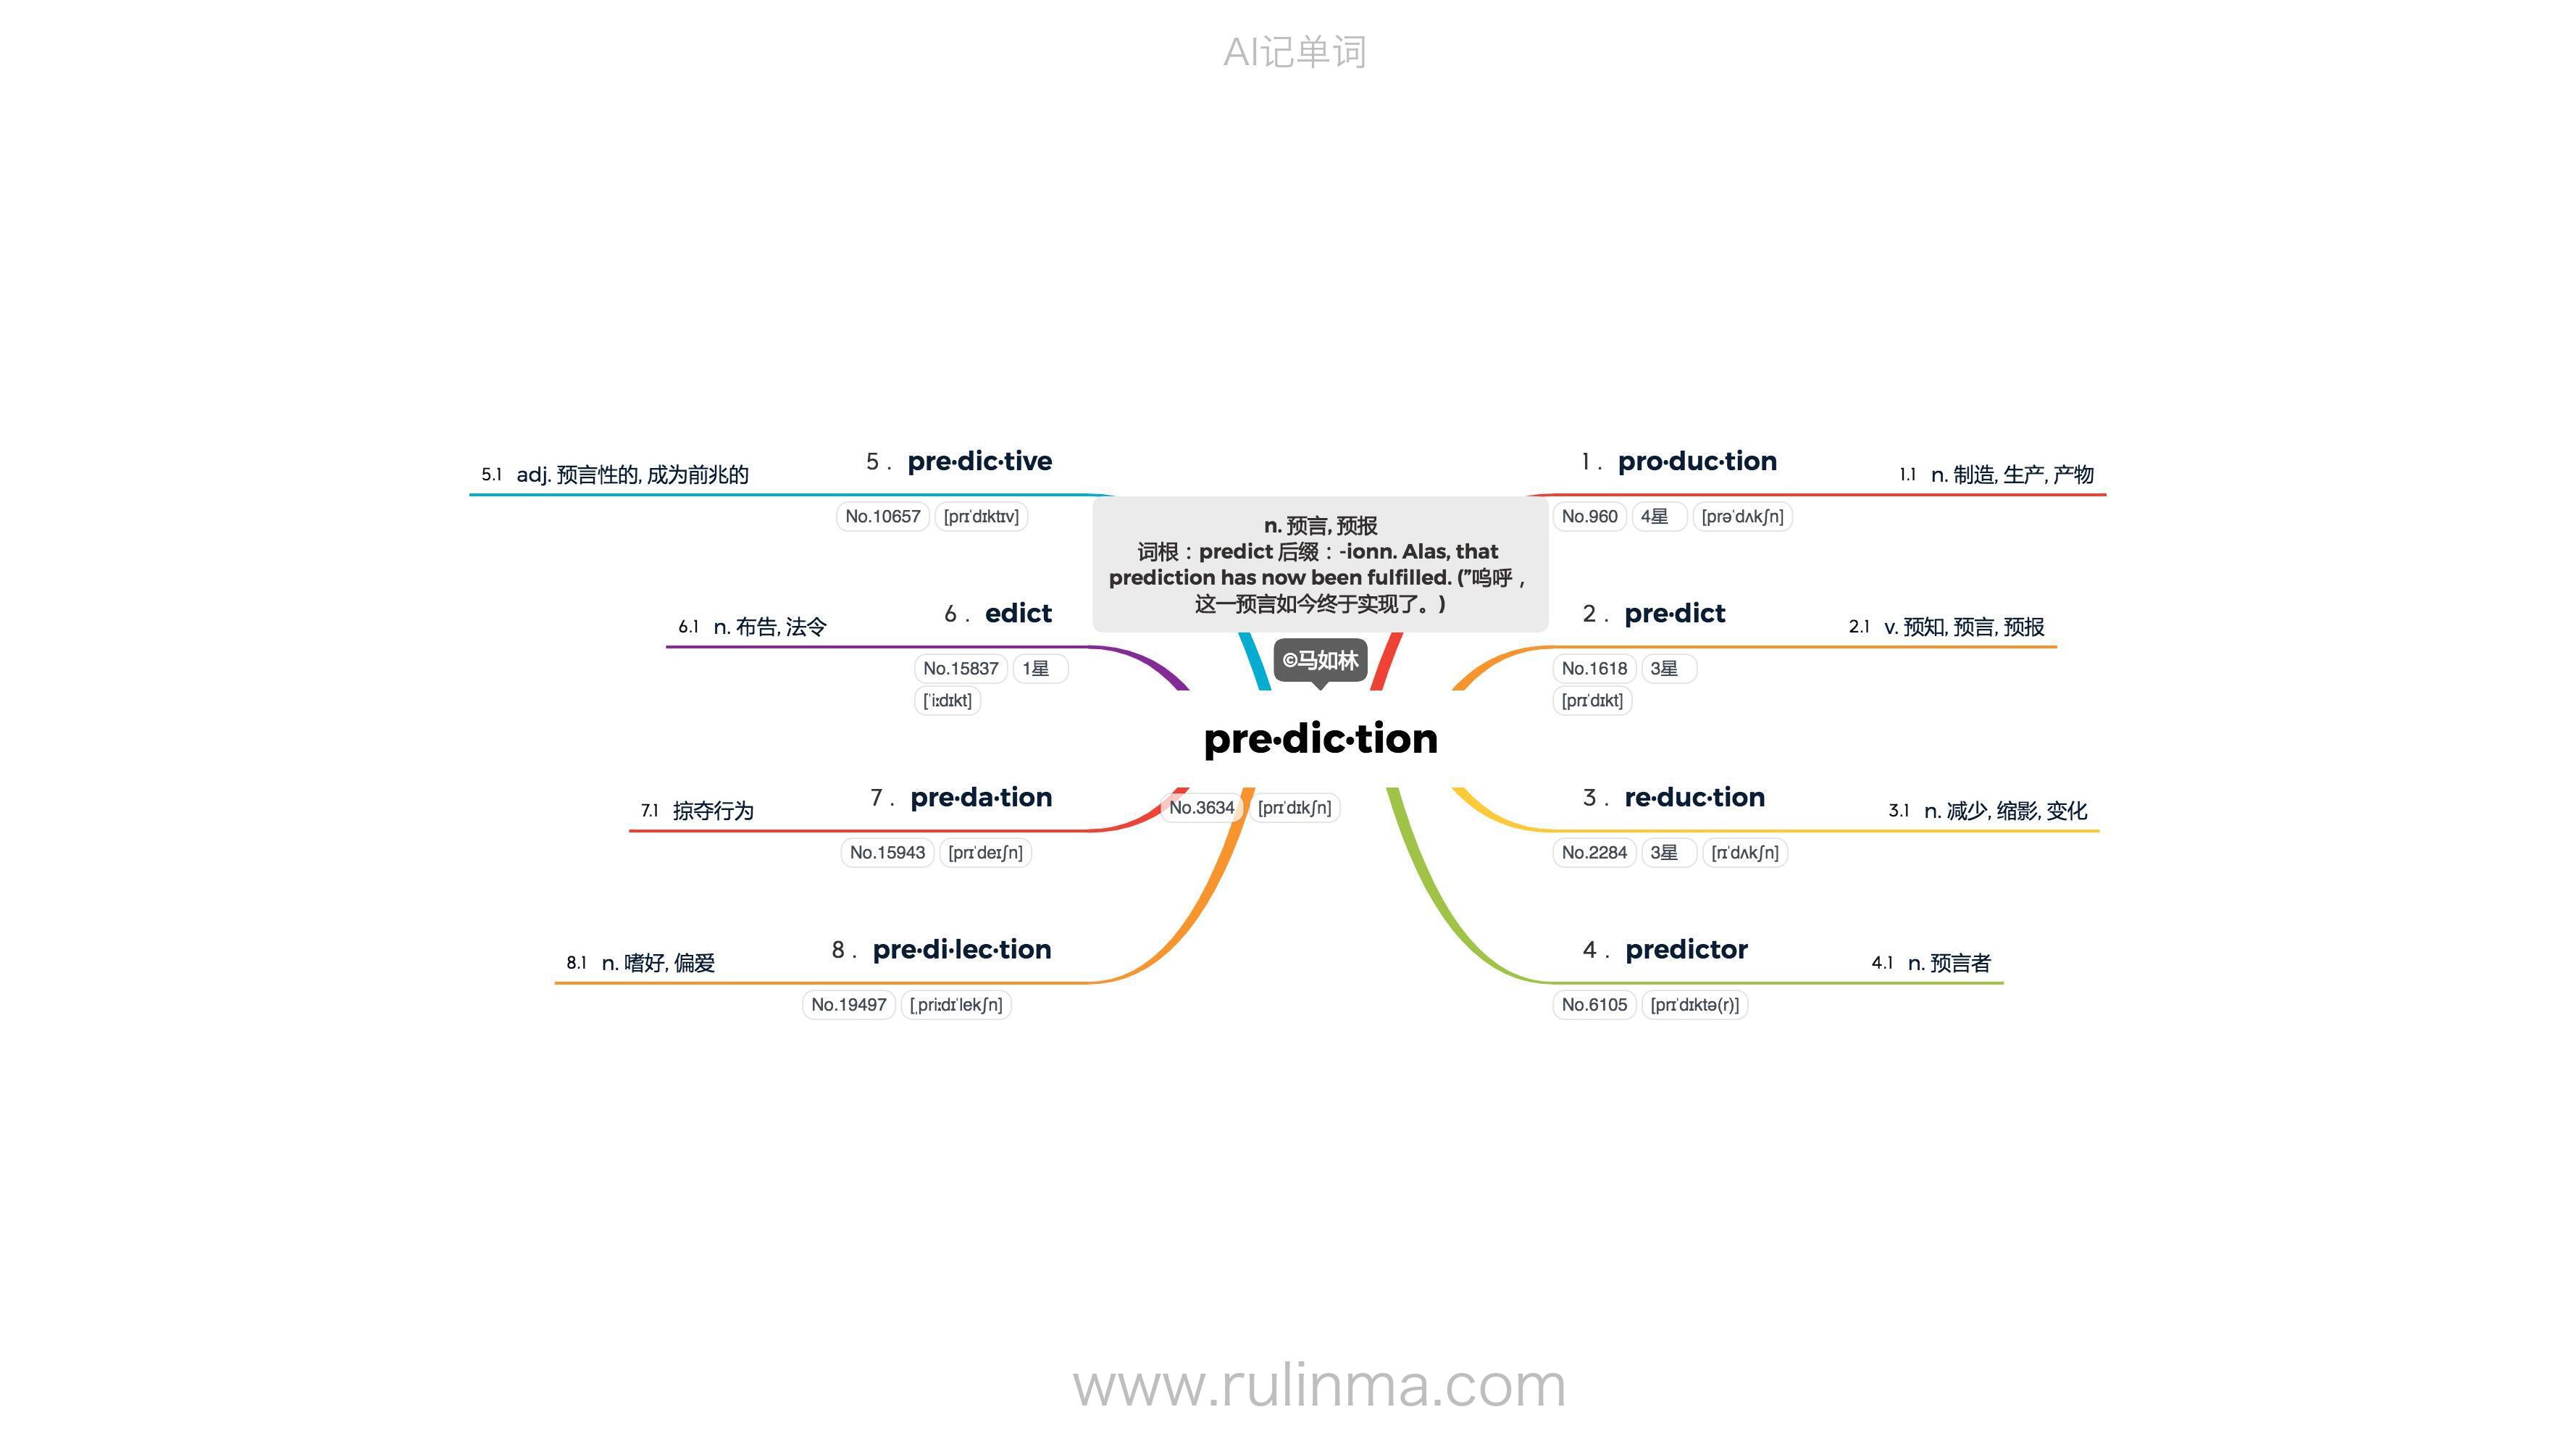 AI记单词
n. 预言, 预报
词根：predict 后缀：-ionn. Alas, that
prediction has now been fulfilled. ("呜呼，
这一预言如今终于实现了。)
©马如林
pre·dic·tion
No.3634 [prɪˈdɪkʃn]
1 . pro·duc·tion 1.1 n. 制造, 生产, 产物
No.960 4星 [prəˈdʌkʃn]
2 . pre·dict 2.1 v. 预知, 预言, 预报
No.1618 3星
[prɪˈdɪkt]
3 . re·duc·tion 3.1 n. 减少, 缩影, 变化
No.2284 3星 [rɪˈdʌkʃn]
4 . predictor 4.1 n. 预言者
No.6105 [prɪˈdɪktə(r)]
5.1 adj. 预言性的, 成为前兆的 5 . pre·dic·tive
No.10657 [prɪˈdɪktɪv]
6.1 n. 布告, 法令 6 . edict
No.15837 1星
[ˈiːdɪkt]
7.1 掠夺行为 7 . pre·da·tion
No.15943 [prɪˈdeɪʃn]
8.1 n. 嗜好, 偏爱 8 . pre·di·lec·tion
No.19497 [ˌpriːdɪˈlekʃn]
www.rulinma.com